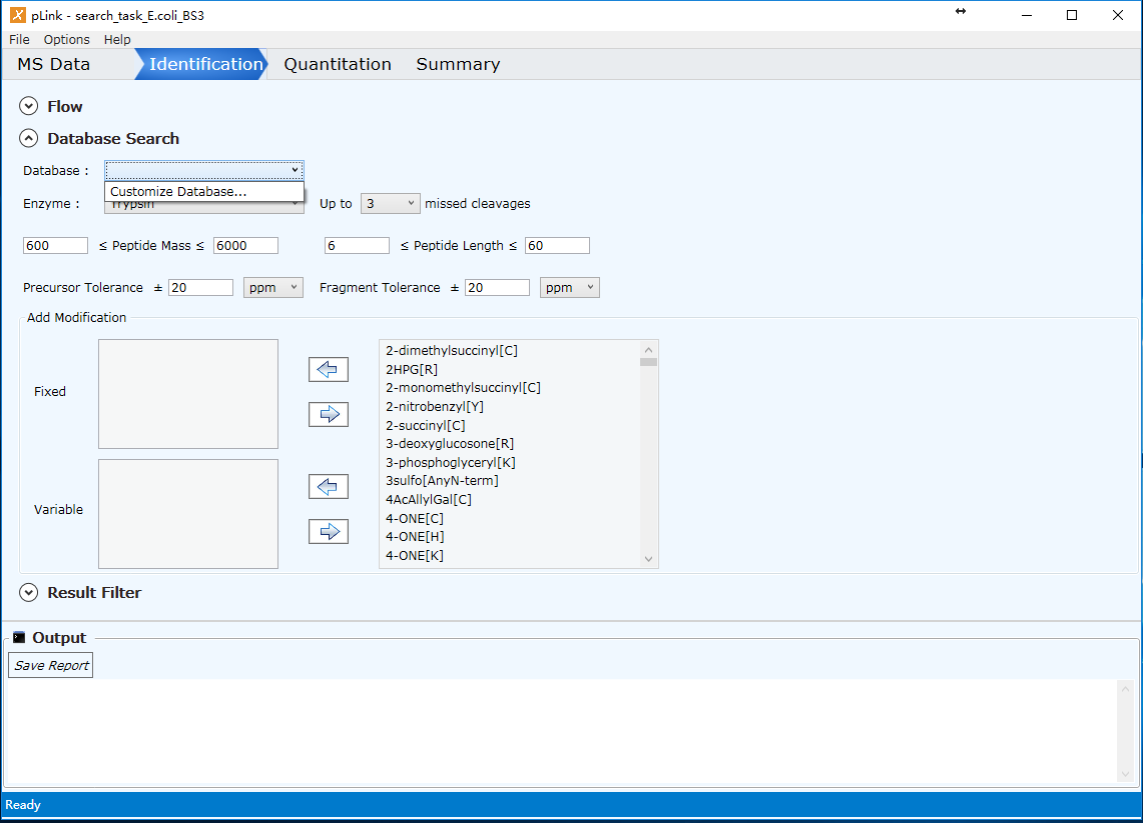 pLink - search_task_E.coli_BS3
File Options Help
MS Data Identification Quantitation Summary
Flow
Database Search
Database :
Customize Database...
Enzyme : Trypsin Up to 3 missed cleavages
600 ≤ Peptide Mass ≤ 6000 6 ≤ Peptide Length ≤ 60
Precursor Tolerance ± 20 ppm Fragment Tolerance ± 20 ppm
Add Modification
Fixed
Variable
2-dimethylsuccinyl[C]
2HPG[R]
2-monomethylsuccinyl[C]
2-nitrobenzyl[Y]
2-succinyl[C]
3-deoxyglucosone[R]
3-phosphoglyceryl[K]
3sulfo[AnyN-term]
4AcAllylGal[C]
4-ONE[C]
4-ONE[H]
4-ONE[K]
Result Filter
Output
Save Report
Ready